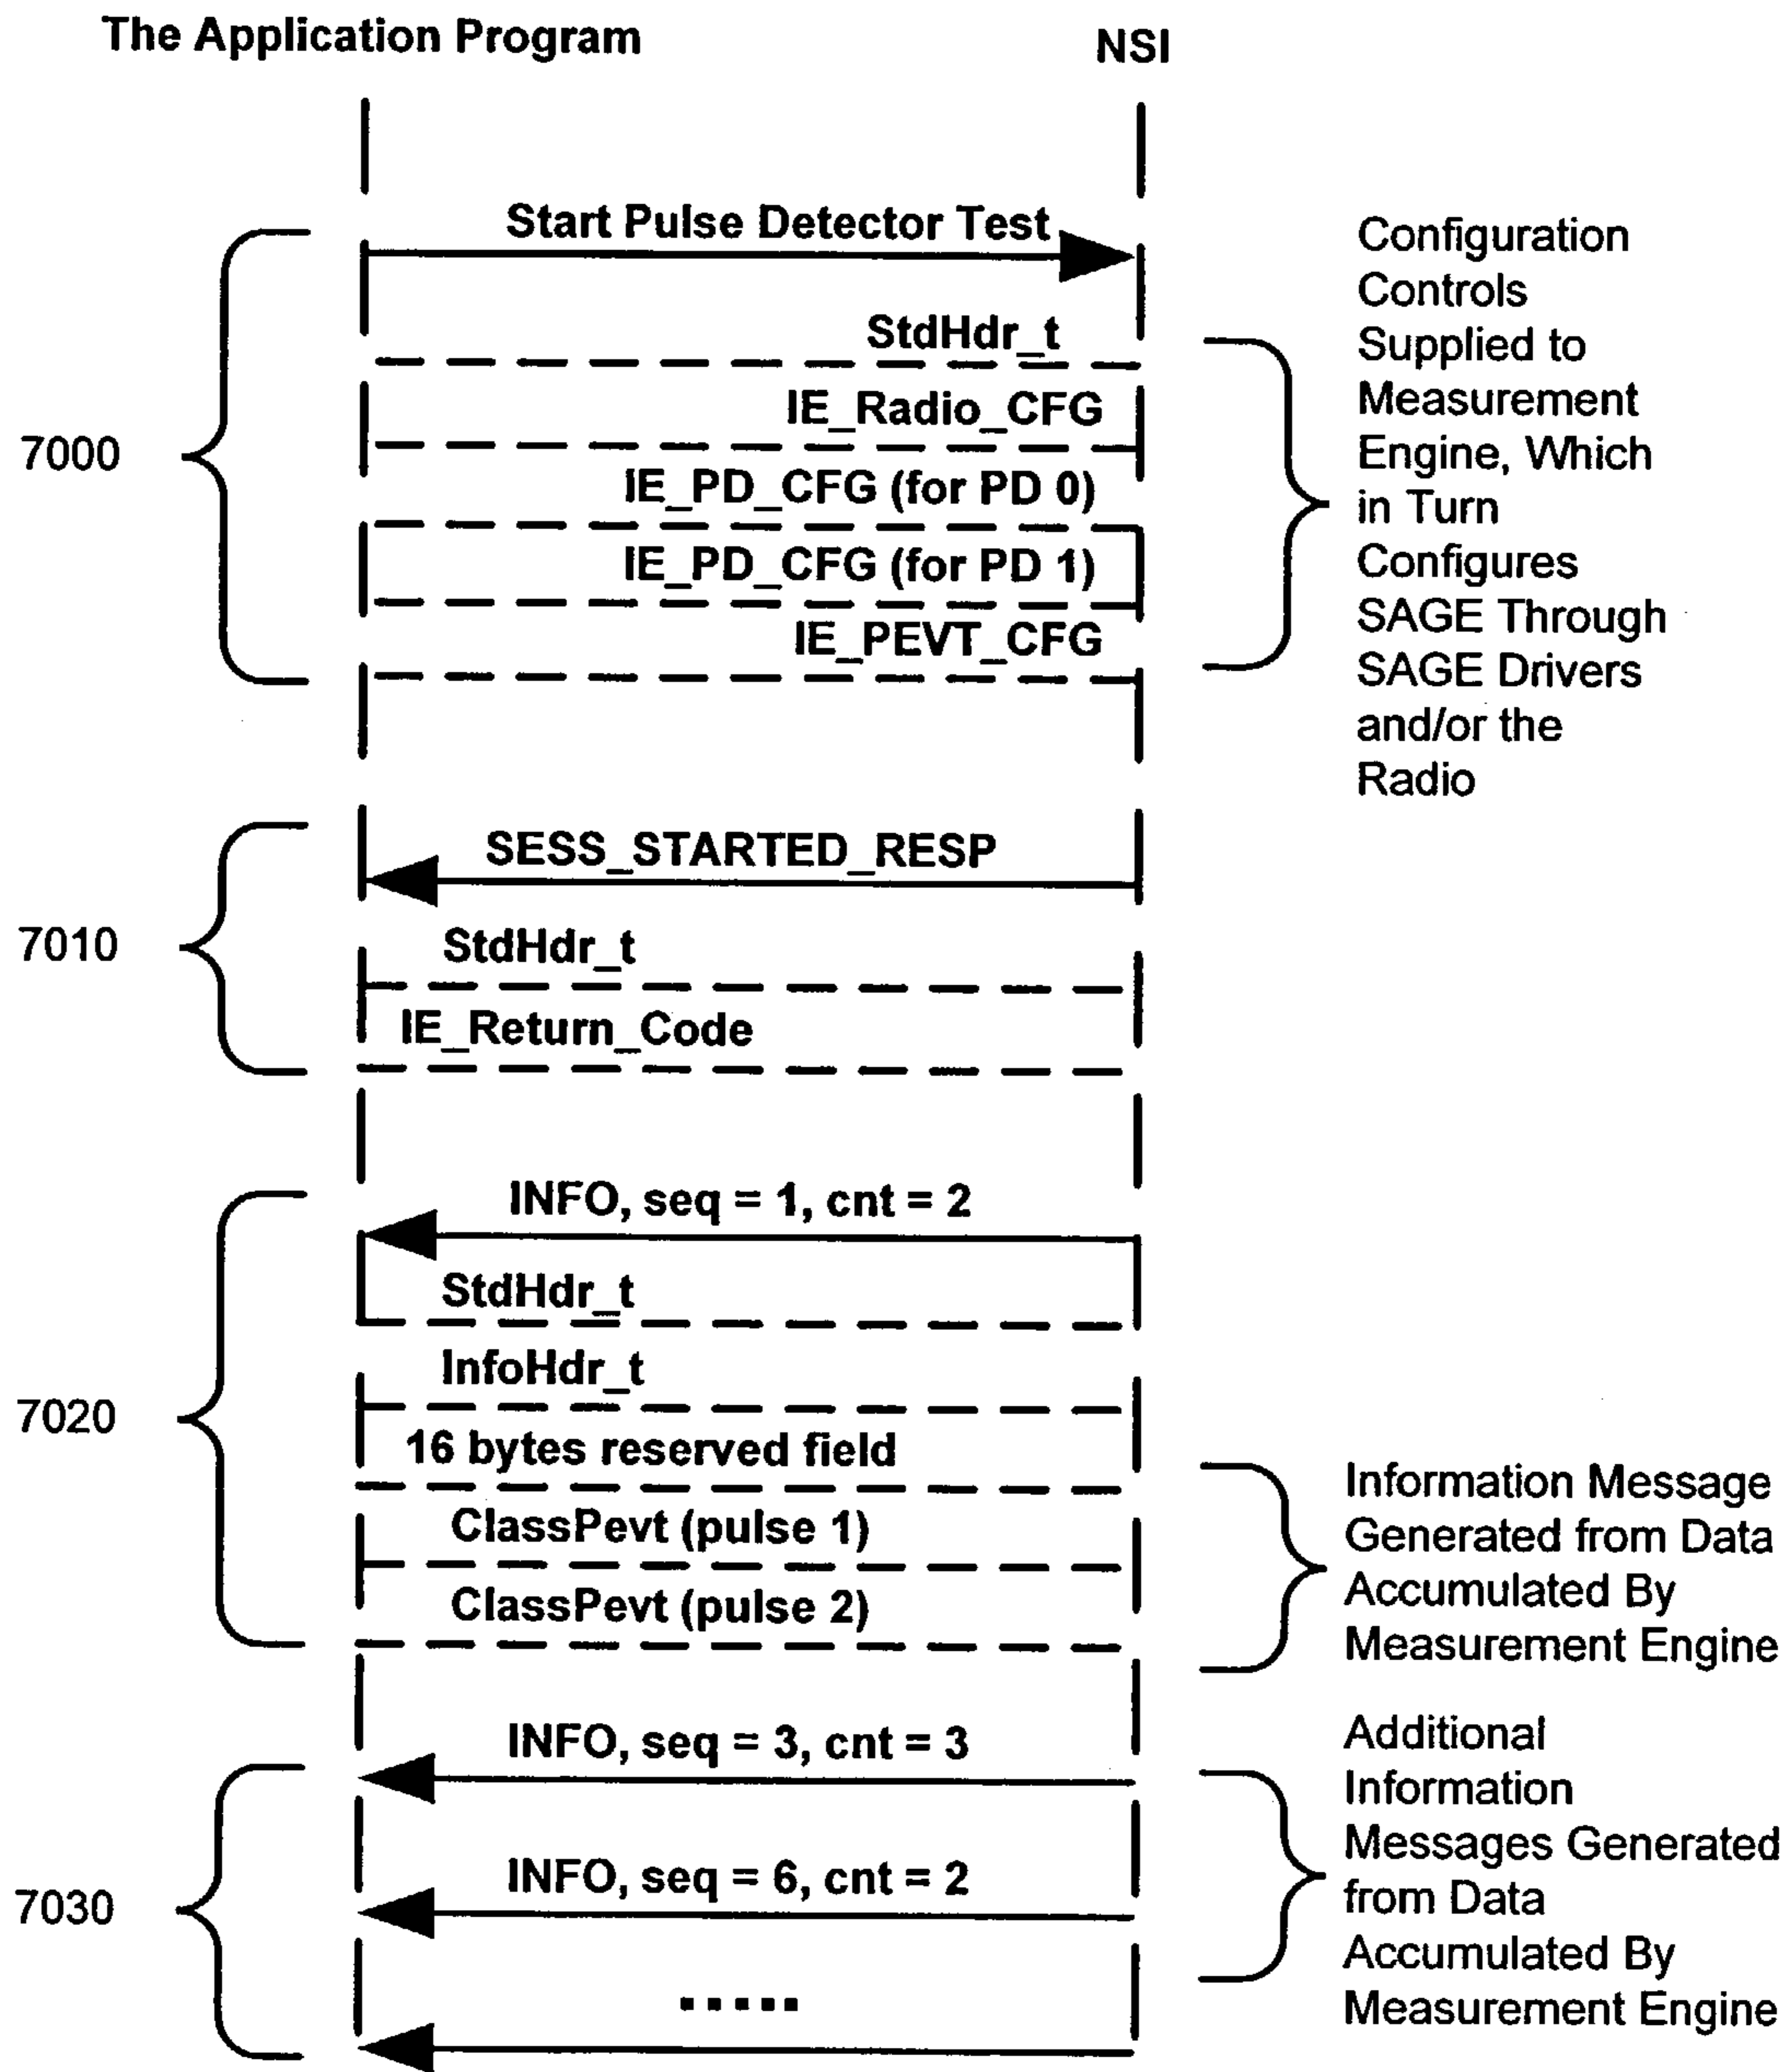 The Application Program
NSI
Start Pulse Detector Test
StdHdr_t
IE_Radio_CFG
IE_PD_CFG (for PD 0)
IE_PD_CFG (for PD 1)
IE_PEVT_CFG
7000
Configuration
Controls
Supplied to
Measurement
Engine, Which
in Turn
Configures
SAGE Through
SAGE Drivers
and/or the
Radio
SESS_STARTED_RESP
7010
StdHdr_t
IE_Return_Code
INFO, seq = 1, cnt = 2
StdHdr_t
InfoHdr_t
7020
16 bytes reserved field
ClassPevt (pulse 1)
ClassPevt (pulse 2)
Information Message
Generated from Data
Accumulated By
Measurement Engine
INFO, seq = 3, cnt = 3
INFO, seq = 6, cnt = 2
7030
.....
Additional
Information
Messages Generated
from Data
Accumulated By
Measurement Engine